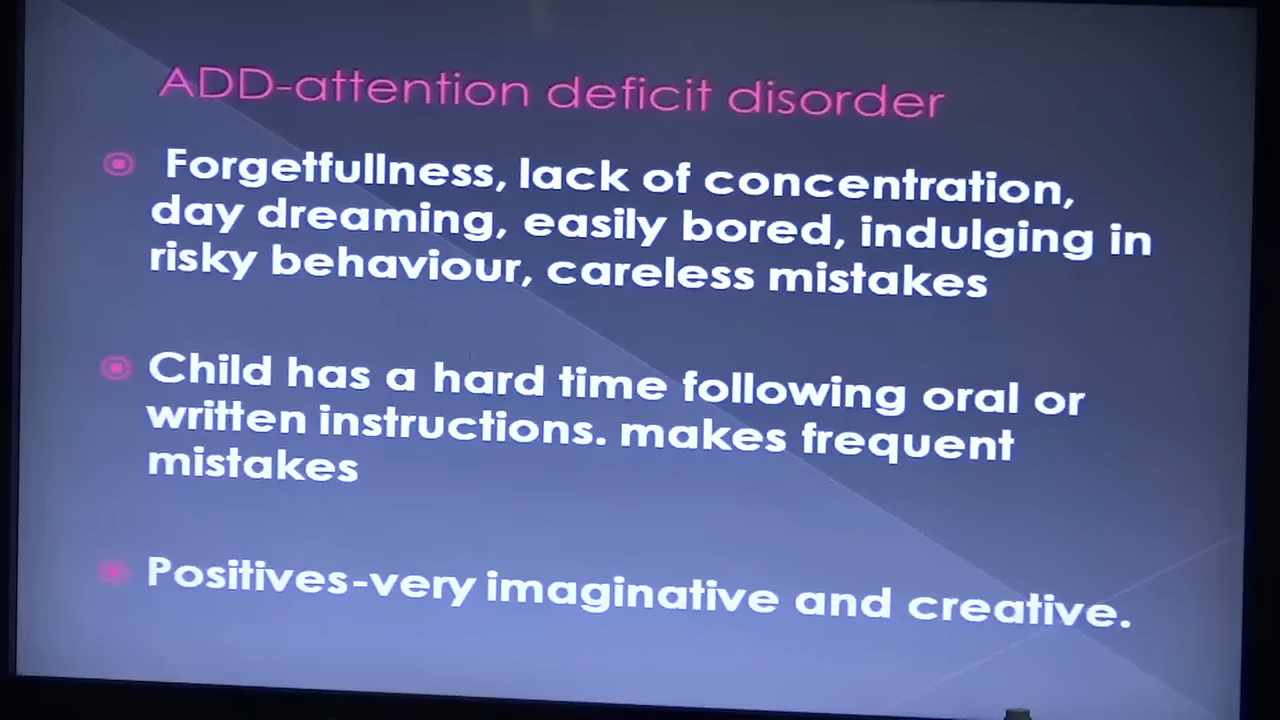 ADD-attention deficit disorder
Forgetfullness, lack of concentration,
day dreaming, easily bored, indulging in
risky behaviour, careless mistakes
Child has a hard time following oral or
written instructions. makes frequent
mistakes
Positives-very imaginative and creative.